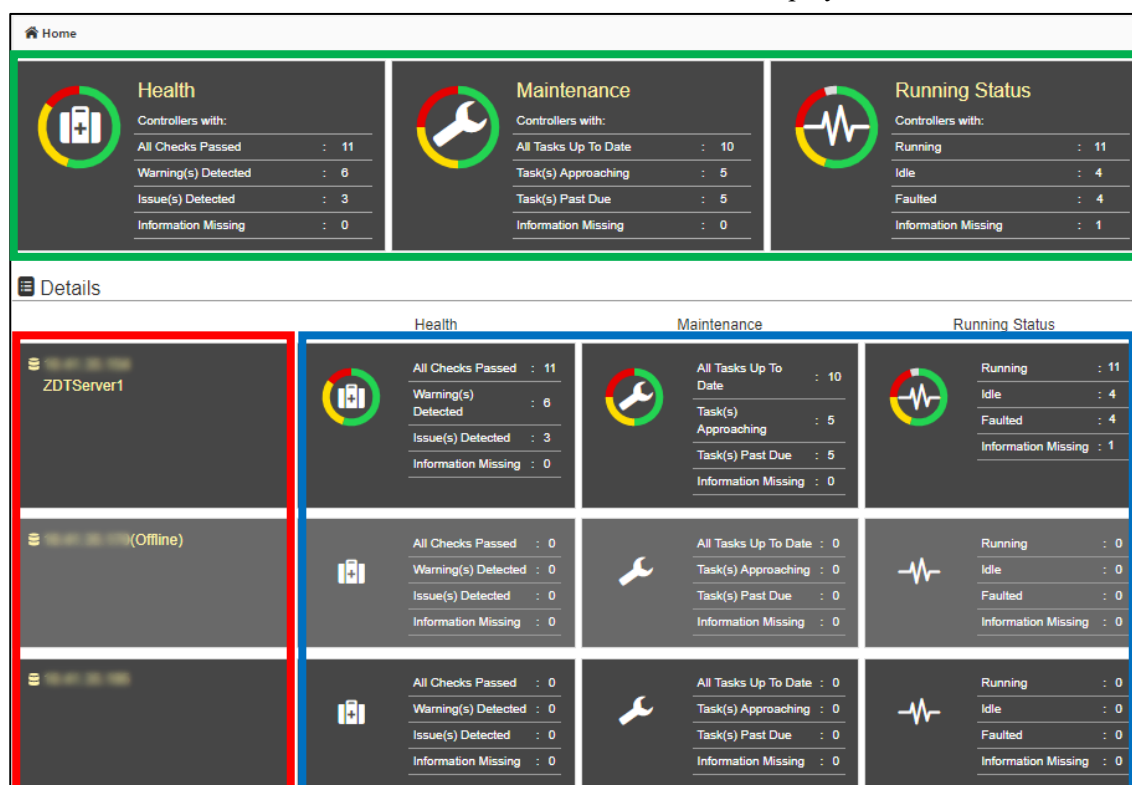 Home
Health
Controllers with:
All Checks Passed : 11
Warning(s) Detected : 6
Issue(s) Detected : 3
Information Missing : 0
Maintenance
Controllers with:
All Tasks Up To Date : 10
Task(s) Approaching : 5
Task(s) Past Due : 5
Information Missing : 0
Running Status
Controllers with:
Running : 11
Idle : 4
Faulted : 4
Information Missing : 1
Details
Health Maintenance Running Status
ZDTServer1
All Checks Passed : 11
Warning(s)
Detected : 6
Issue(s) Detected : 3
Information Missing : 0
All Tasks Up To
Date : 10
Task(s)
Approaching : 5
Task(s) Past Due : 5
Information Missing : 0
Running : 11
Idle : 4
Faulted : 4
Information Missing : 1
(Offline)
All Checks Passed : 0
Warning(s) Detected : 0
Issue(s) Detected : 0
Information Missing : 0
All Tasks Up To Date : 0
Task(s) Approaching : 0
Task(s) Past Due : 0
Information Missing : 0
Running : 0
Idle : 0
Faulted : 0
Information Missing : 0
All Checks Passed : 0
Warning(s) Detected : 0
Issue(s) Detected : 0
Information Missing : 0
All Tasks Up To Date : 0
Task(s) Approaching : 0
Task(s) Past Due : 0
Information Missing : 0
Running : 0
Idle : 0
Faulted : 0
Information Missing : 0